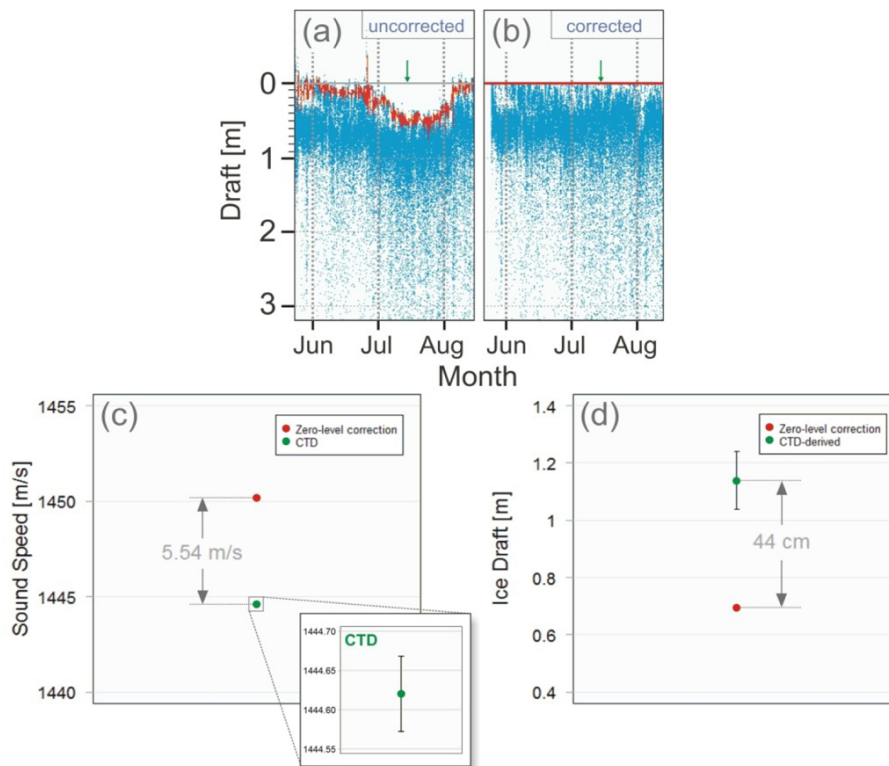 (a) uncorrected
(b) corrected
Draft [m]
0
1
2
3
Jun Jul Aug
Jun Jul Aug
Month
(c)
Sound Speed [m/s]
1455
1450
1445
1440
Zero-level correction
CTD
5.54 m/s
CTD
1444.70
1444.65
1444.60
1444.55
(d)
Ice Draft [m]
1.4
1.2
1
0.8
0.6
0.4
Zero-level correction
CTD-derived
44 cm